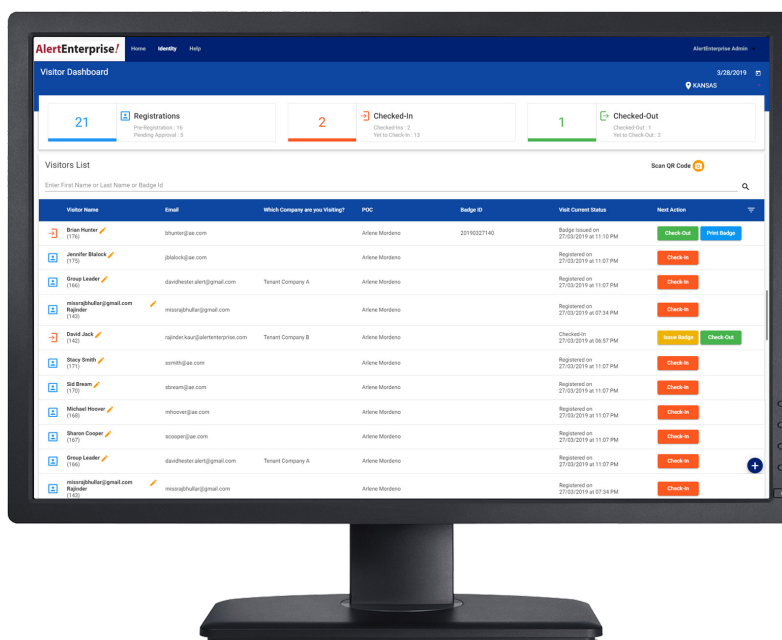 AlertEnterprise! Home Identity Help AlertEnterprise Admin
Visitor Dashboard 3/28/2019
KANSAS
21 Registrations
Pre-Registration : 16
Pending Approval : 5
2 Checked-In
Checked-Ins : 2
Yet to Check-in : 13
1 Checked-Out
Checked-Out : 1
Yet to Check-Out : 2
Visitors List Scan QR Code
Enter First Name or Last Name or Badge Id
Visitor Name Email Which Company are you Visiting? POC Badge ID Visit Current Status Next Action
Brian Hunter (176) bhunter@ae.com Arlene Mordeno 20190327140 Badge Issued on 27/03/2019 at 11:10 PM Check-Out Print Badge
Jennifer Blalock (175) jblalock@ae.com Arlene Mordeno Registered on 27/03/2019 at 11:07 PM Check-In
Group Leader (166) davidhester.alert@gmail.com Tenant Company A Arlene Mordeno Registered on 27/03/2019 at 11:07 PM Check-In
missrajbhullar@gmail.com Rajinder (143) missrajbhullar@gmail.com Arlene Mordeno Registered on 27/03/2019 at 07:34 PM Check-In
David Jack (142) rajinder.kaur@alertenterprise.com Tenant Company B Arlene Mordeno Checked-In 27/03/2019 at 06:57 PM Issue Badge Check-Out
Stacy Smith (171) ssmith@ae.com Arlene Mordeno Registered on 27/03/2019 at 11:07 PM Check-In
Sid Bream (170) sbream@ae.com Arlene Mordeno Registered on 27/03/2019 at 11:07 PM Check-In
Michael Hoover (168) mhoover@ae.com Arlene Mordeno Registered on 27/03/2019 at 11:07 PM Check-In
Sharon Cooper (167) scooper@ae.com Arlene Mordeno Registered on 27/03/2019 at 11:07 PM Check-In
Group Leader (166) davidhester.alert@gmail.com Tenant Company A Arlene Mordeno Registered on 27/03/2019 at 11:07 PM Check-In
missrajbhullar@gmail.com Rajinder (143) missrajbhullar@gmail.com Arlene Mordeno Registered on 27/03/2019 at 07:34 PM Check-In